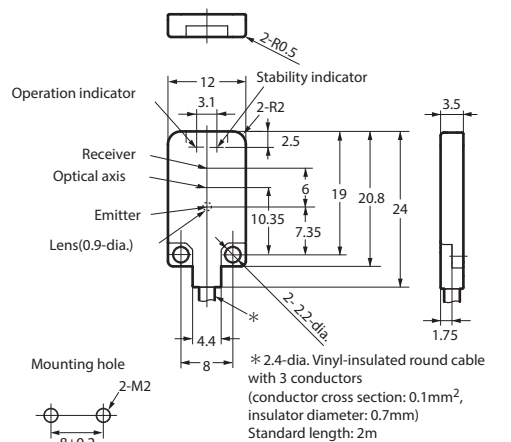 2-R0.5
12
Stability indicator
Operation indicator
3.1
2-R2
3.5
2.5
Receiver
Optical axis
6
19
20.8
24
Emitter
10.35
7.35
Lens(0.9-dia.)
2- 2.2-dia.
*
4.4
1.75
8
*2.4-dia. Vinyl-insulated round cable
with 3 conductors
(conductor cross section: 0.1mm²,
insulator diameter: 0.7mm)
Standard length: 2m
Mounting hole
2-M2